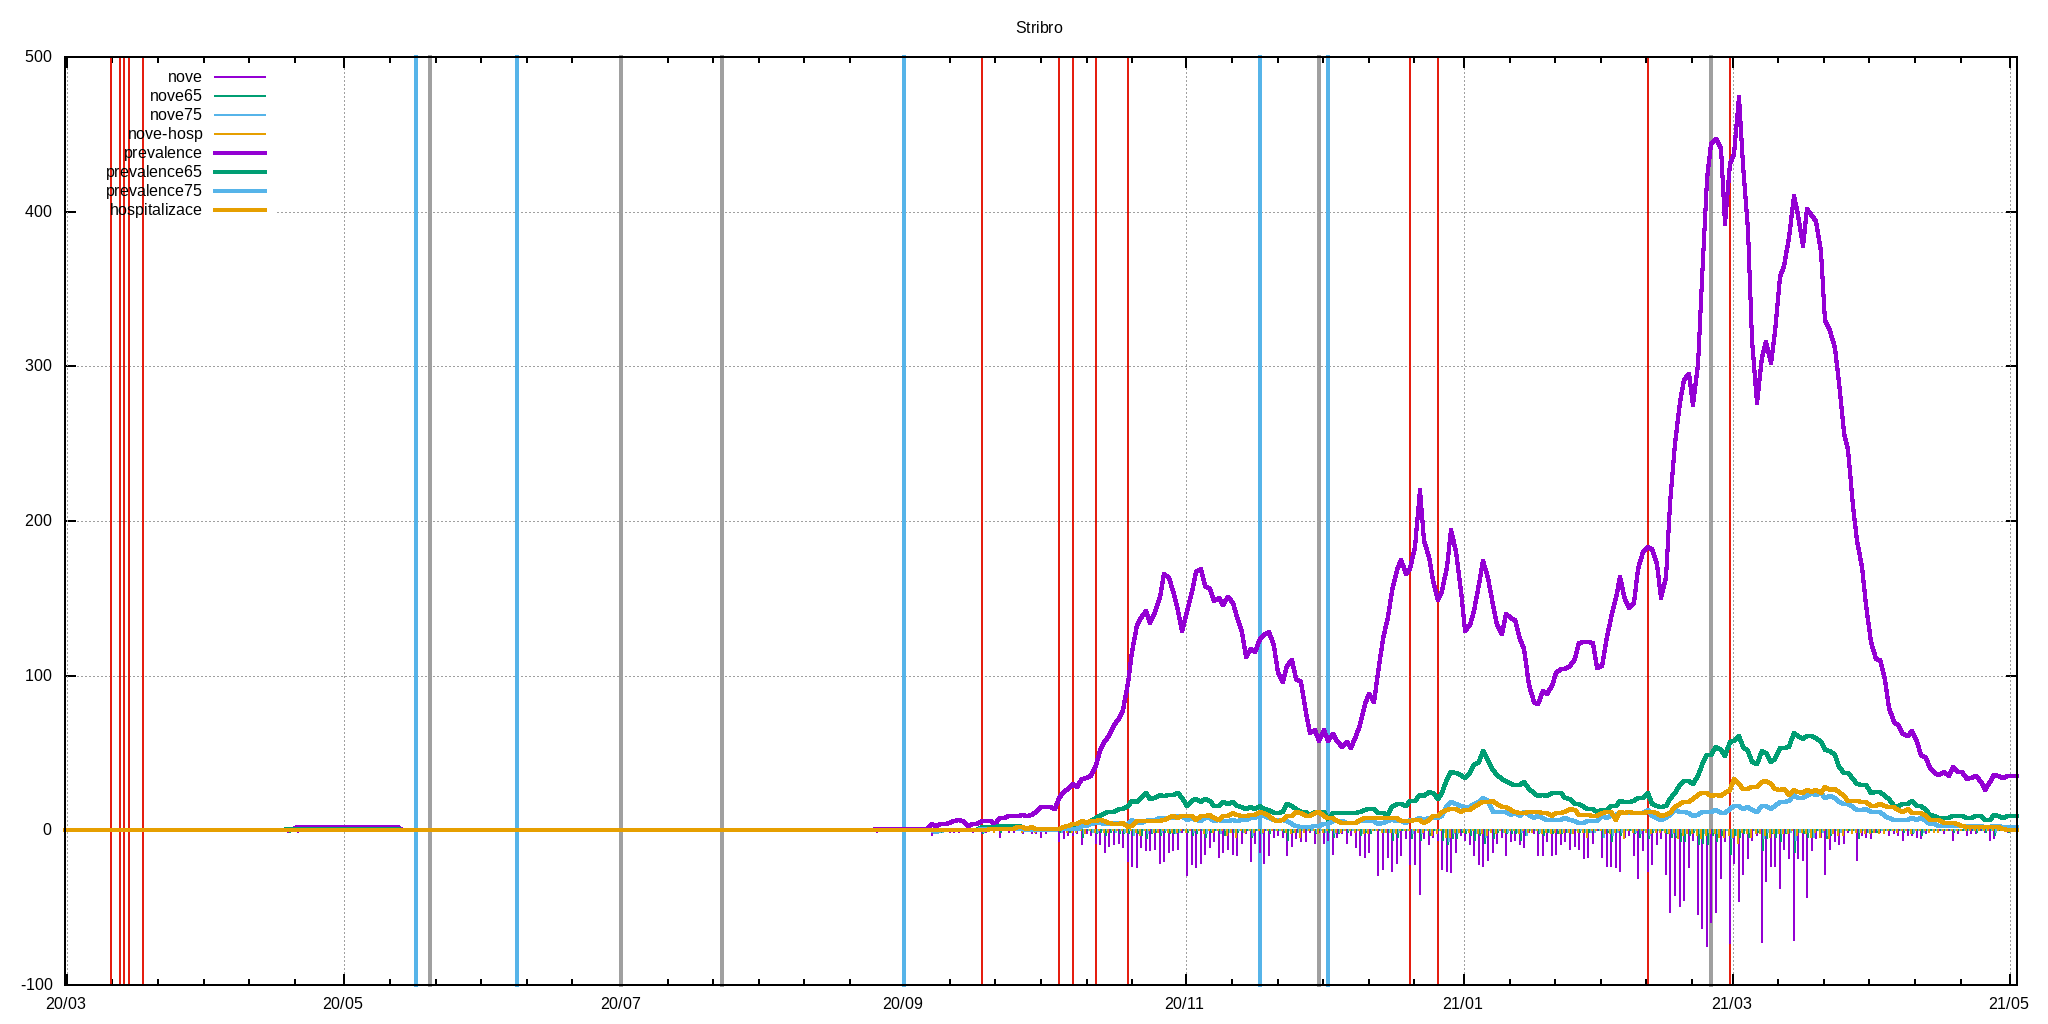 Stribro
500
400
300
200
100
0
-100
nove
nove65
nove75
nove-hosp
prevalence
prevalence65
prevalence75
hospitalizace
20/03 20/05 20/07 20/09 20/11 21/01 21/03 21/05